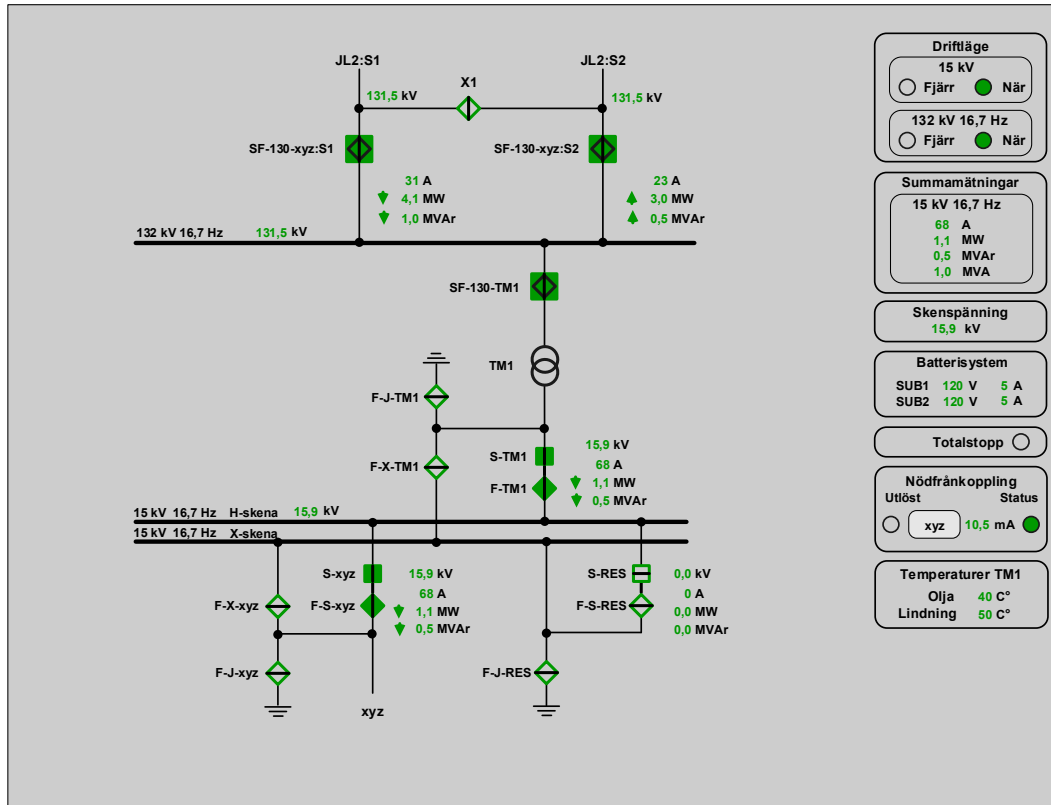 JL2:S1
JL2:S2
X1
131,5 kV
131,5 kV
SF-130-xyz:S1
SF-130-xyz:S2
31 A
4,1 MW
1,0 MVAr
23 A
3,0 MW
0,5 MVAr
132 kV 16,7 Hz
131,5 kV
SF-130-TM1
TM1
F-J-TM1
F-X-TM1
S-TM1
F-TM1
15,9 kV
68 A
1,1 MW
0,5 MVAr
15 kV 16,7 Hz H-skena 15,9 kV
15 kV 16,7 Hz X-skena
S-xyz
F-S-xyz
F-X-xyz
F-J-xyz
15,9 kV
68 A
1,1 MW
0,5 MVAr
xyz
S-RES
F-S-RES
F-J-RES
0,0 kV
0 A
0,0 MW
0,0 MVAr
Driftläge
15 kV
Fjärr När
132 kV 16,7 Hz
Fjärr När
Summamätningar
15 kV 16,7 Hz
68 A
1,1 MW
0,5 MVAr
1,0 MVA
Skenspänning
15,9 kV
Batterisystem
SUB1 120 V 5 A
SUB2 120 V 5 A
Totalstopp
Nödfrånkoppling
Utlöst Status
xyz 10,5 mA
Temperaturer TM1
Olja 40 C°
Lindning 50 C°